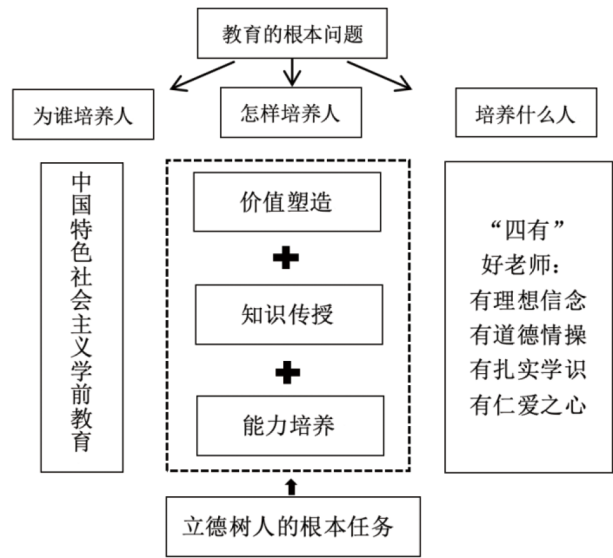 教育的根本问题
为谁培养人
怎样培养人
培养什么人
中国特色社会主义学前教育
价值塑造
知识传授
能力培养
“四有”
好老师：
有理想信念
有道德情操
有扎实学识
有仁爱之心
立德树人的根本任务